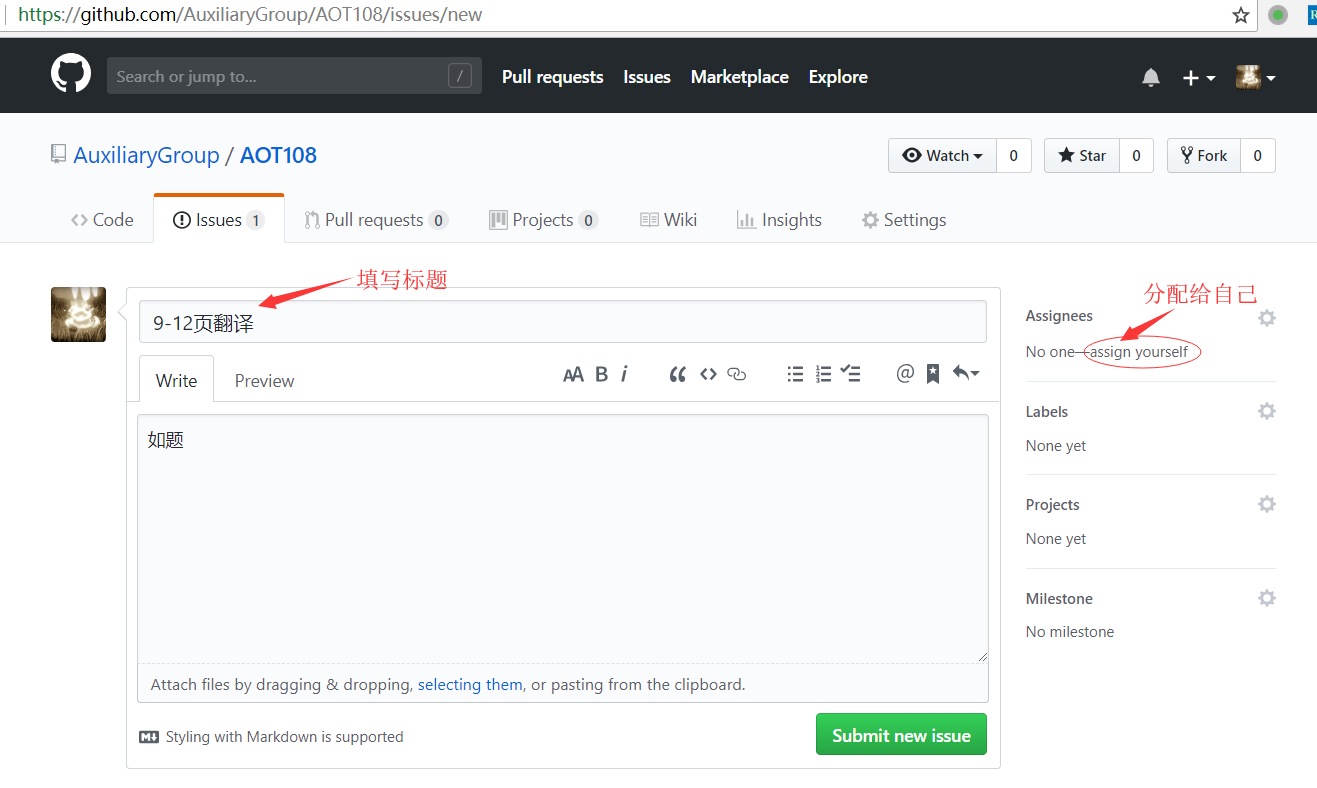 https://github.com/AuxiliaryGroup/AOT108/issues/new
Search or jump to... /
Pull requests Issues Marketplace Explore
AuxiliaryGroup / AOT108
Watch 0 Star 0 Fork 0
Code Issues 1 Pull requests 0 Projects 0 Wiki Insights Settings
填写标题
分配给自己
9-12页翻译
Assignees
No one—assign yourself
Write Preview
AA B i
Labels
None yet
如题
Projects
None yet
Milestone
No milestone
Attach files by dragging & dropping, selecting them, or pasting from the clipboard.
Styling with Markdown is supported
Submit new issue